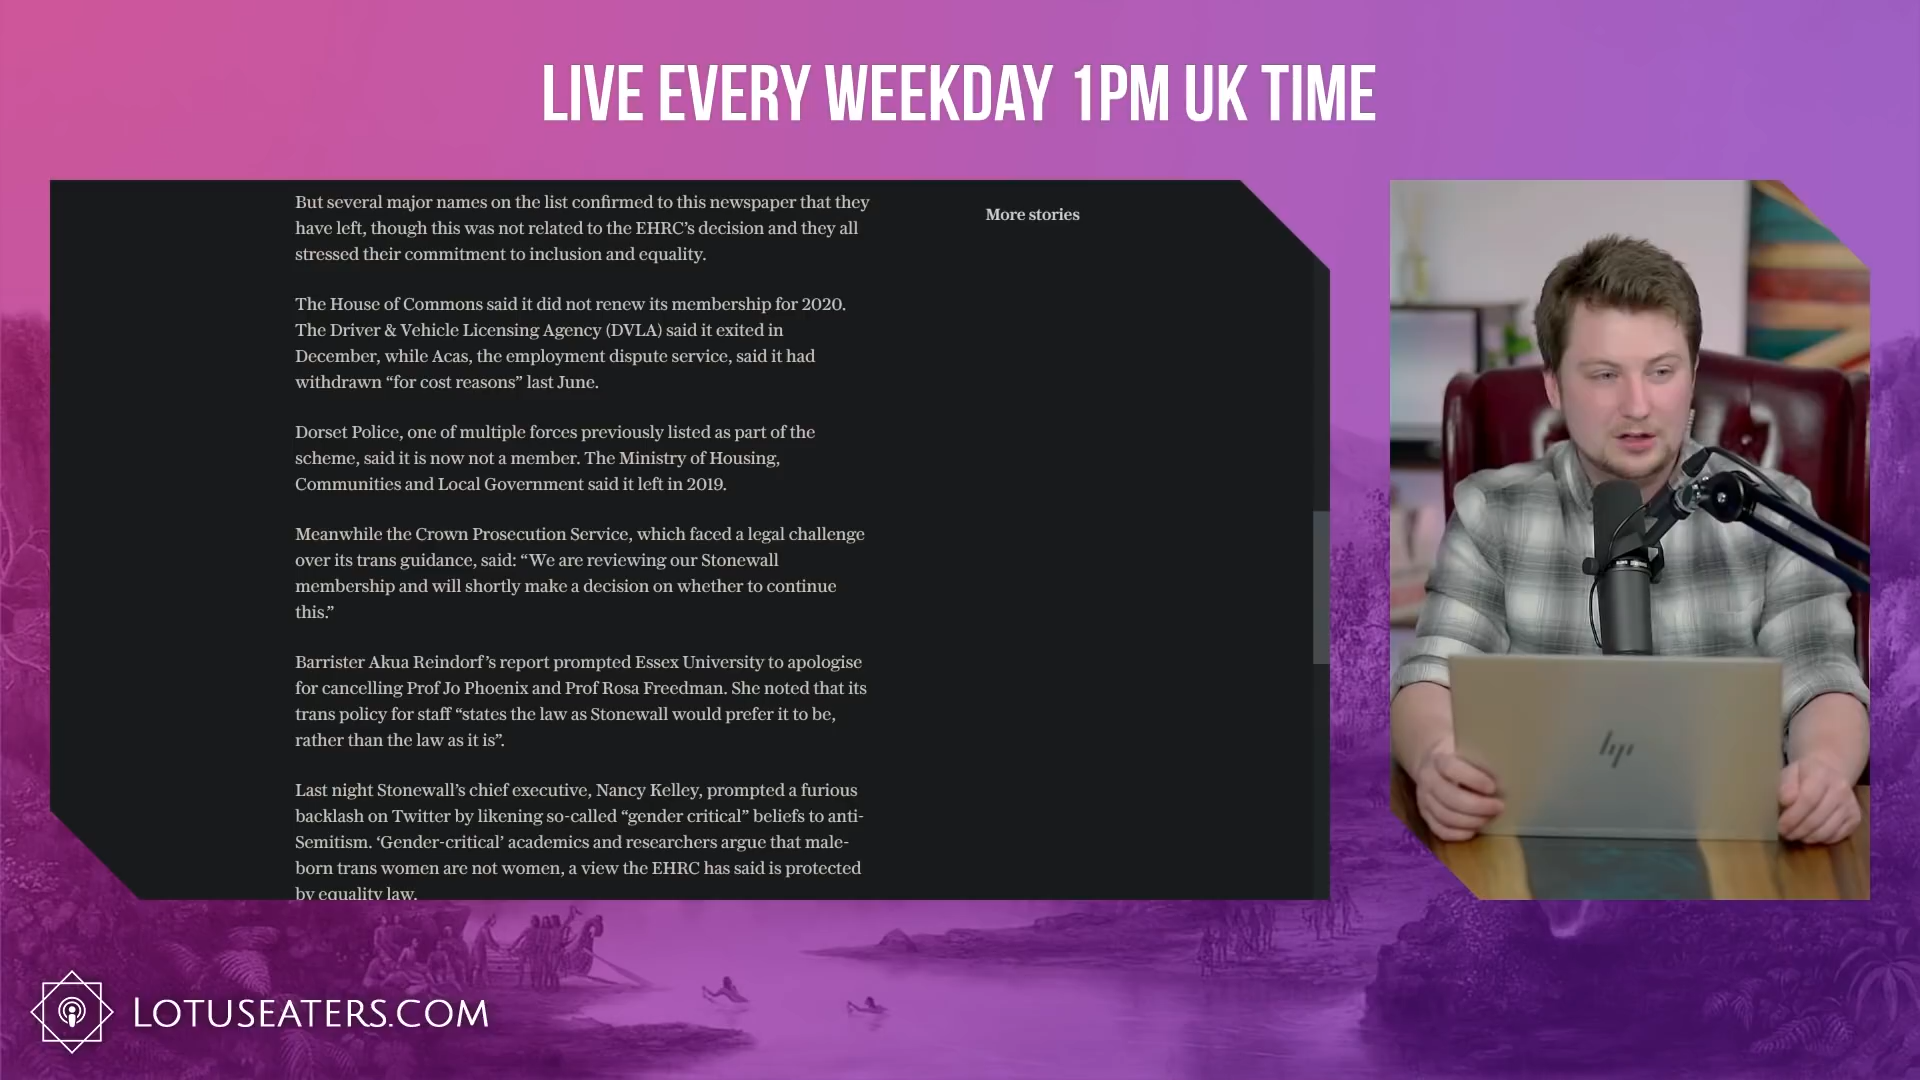 LIVE EVERY WEEKDAY 1PM UK TIME
But several major names on the list confirmed to this newspaper that they
have left, though this was not related to the EHRC’s decision and they all
stressed their commitment to inclusion and equality.
The House of Commons said it did not renew its membership for 2020.
The Driver & Vehicle Licensing Agency (DVLA) said it exited in
December, while Acas, the employment dispute service, said it had
withdrawn “for cost reasons” last June.
Dorset Police, one of multiple forces previously listed as part of the
scheme, said it is now not a member. The Ministry of Housing,
Communities and Local Government said it left in 2019.
Meanwhile the Crown Prosecution Service, which faced a legal challenge
over its trans guidance, said: “We are reviewing our Stonewall
membership and will shortly make a decision on whether to continue
this.”
Barrister Akua Reindorf’s report prompted Essex University to apologise
for cancelling Prof Jo Phoenix and Prof Rosa Freedman. She noted that its
trans policy for staff “states the law as Stonewall would prefer it to be,
rather than the law as it is”.
Last night Stonewall’s chief executive, Nancy Kelley, prompted a furious
backlash on Twitter by likening so-called “gender critical” beliefs to anti-
Semitism. ‘Gender-critical’ academics and researchers argue that male-
born trans women are not women, a view the EHRC has said is protected
by equality law.
More stories
hp
LOTUSEATERS.COM